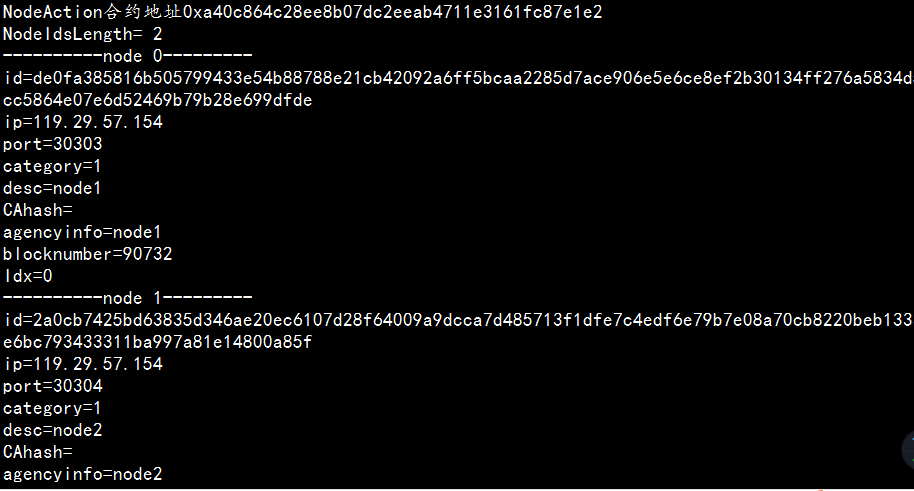 NodeAction合约地址0xa40c864c28ee8b07dc2eeab4711e3161fc87e1e2
NodeIdsLength= 2
----------node 0---------
id=de0fa385816b505799433e54b88788e21cb42092a6ff5bcaa2285d7ace906e5e6ce8ef2b30134ff276a5834d
cc5864e07e6d52469b79b28e699dfde
ip=119.29.57.154
port=30303
category=1
desc=node1
CAhash=
agencyinfo=node1
blocknumber=90732
Idx=0
----------node 1---------
id=2a0cb7425bd63835d346ae20ec6107d28f64009a9dcca7d485713f1dfe7c4edf6e79b7e08a70cb8220beb133
e6bc793433311ba997a81e14800a85f
ip=119.29.57.154
port=30304
category=1
desc=node2
CAhash=
agencyinfo=node2